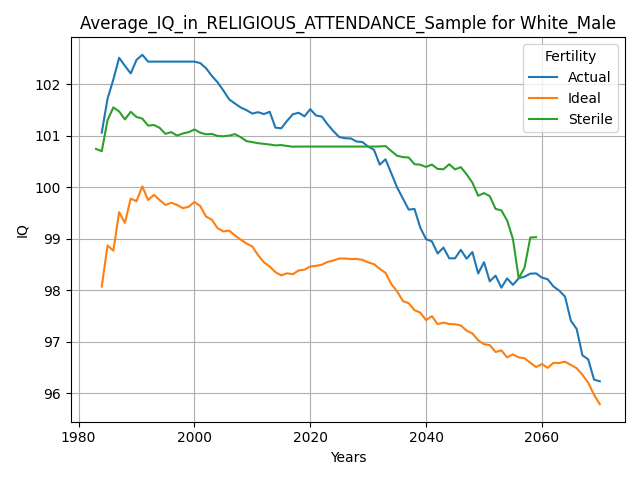 Average_IQ_in_RELIGIOUS_ATTENDANCE_Sample for White_Male
Fertility
Actual
Ideal
Sterile
102
101
100
99
98
97
96
IQ
1980
2000
2020
2040
2060
Years